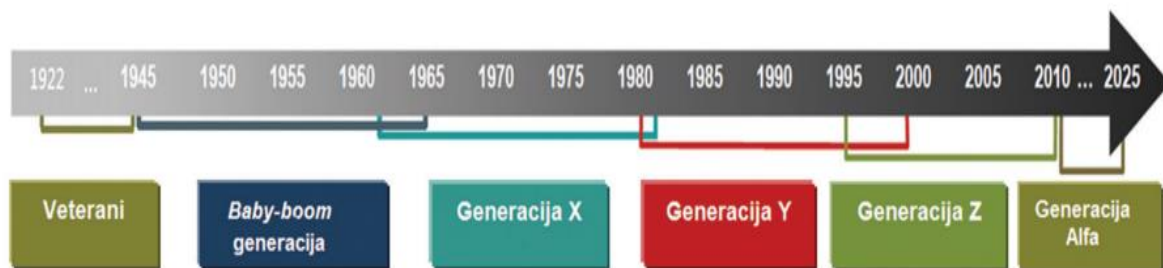 1922 ... 1945 1950 1955 1960 1965 1970 1975 1980 1985 1990 1995 2000 2005 2010 ... 2025
Veterani
Baby-boom
generacija
Generacija X
Generacija Y
Generacija Z
Generacija
Alfa